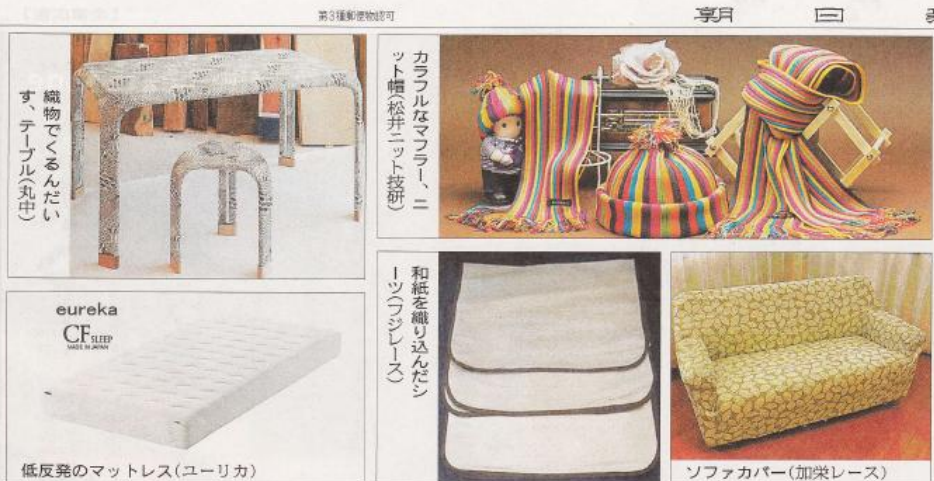 第3種郵便物認可
朝日
織物でくるんだい
す、テーブル(丸中)
カラフルなマフラー、ニ
ット帽(松井ニット技研)
eureka
CF SLEEP
MADE IN JAPAN
低反発のマットレス(ユーリカ)
和紙を織り込んだシ
ーツ(フジレース)
ソファカバー(加栄レース)